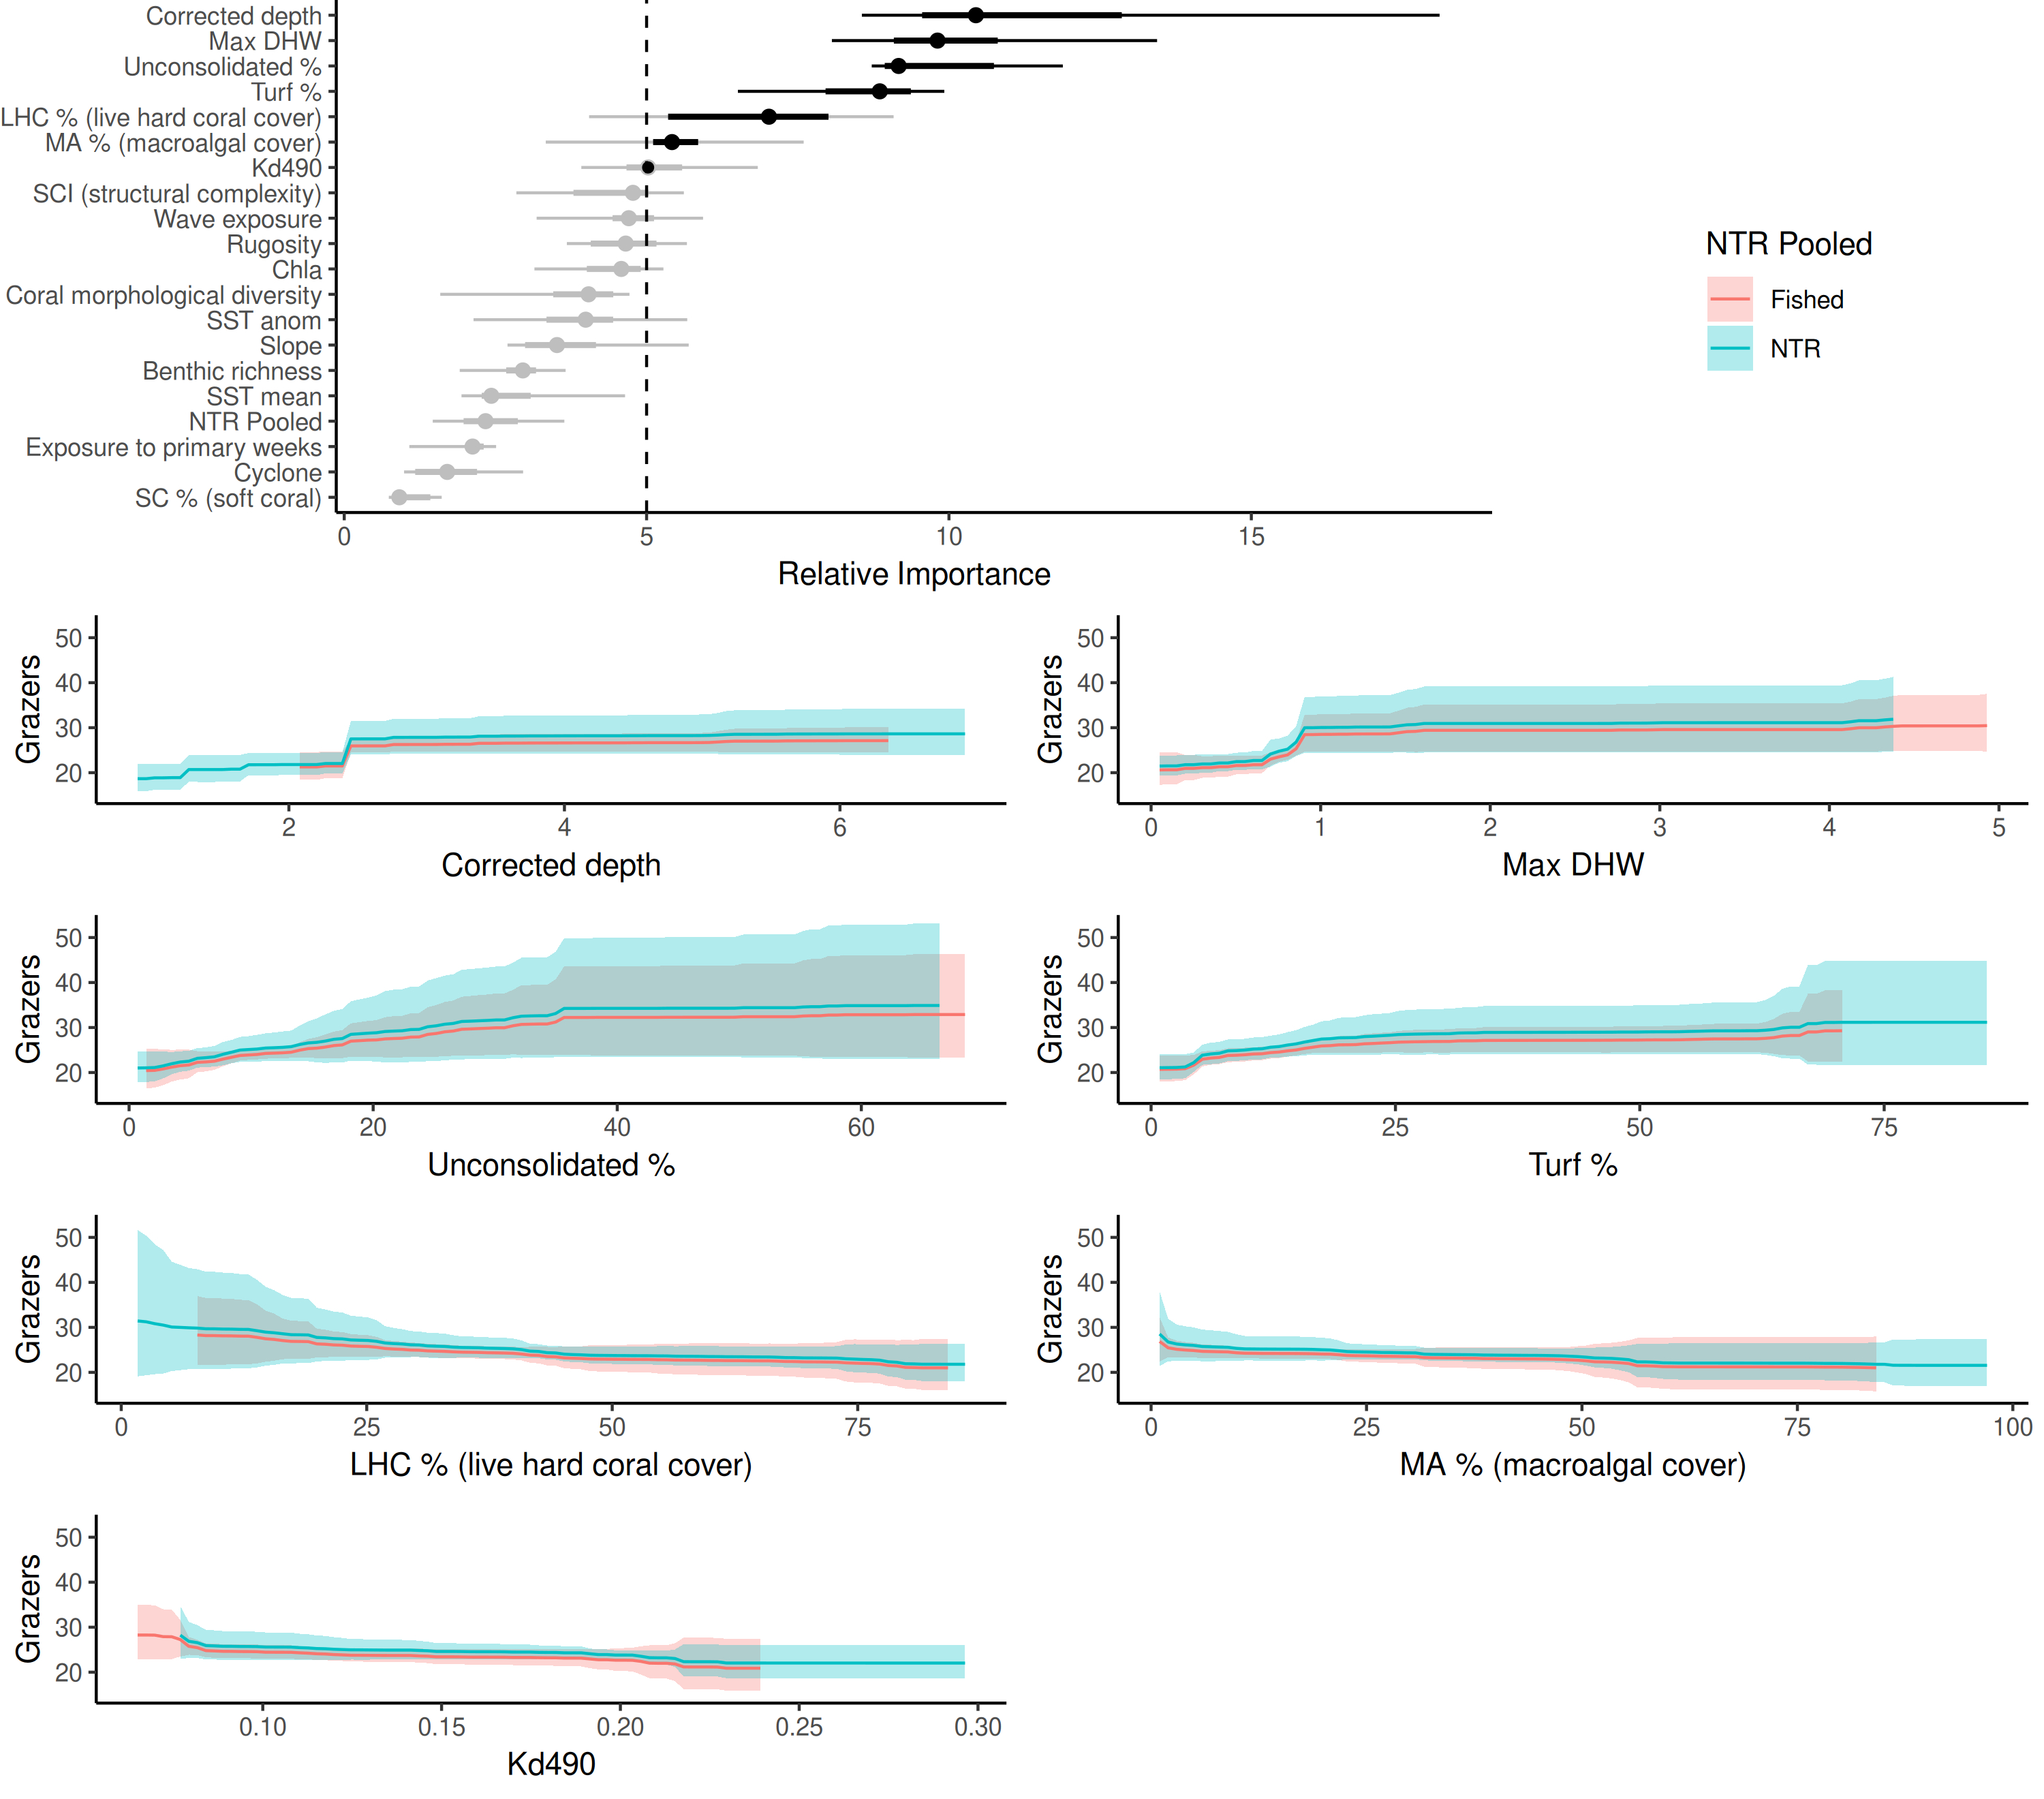 Corrected depth
Max DHW
Unconsolidated %
Turf %
LHC % (live hard coral cover)
MA % (macroalgal cover)
Kd490
SCI (structural complexity)
Wave exposure
Rugosity
Chla
Coral morphological diversity
SST anom
Slope
Benthic richness
SST mean
NTR Pooled
Exposure to primary weeks
Cyclone
SC % (soft coral)
0 5 10 15
Relative Importance
NTR Pooled
Fished
NTR
Grazers
50
40
30
20
2 4 6
Corrected depth
Grazers
50
40
30
20
0 1 2 3 4 5
Max DHW
Grazers
50
40
30
20
0 20 40 60
Unconsolidated %
Grazers
50
40
30
20
0 25 50 75
Turf %
Grazers
50
40
30
20
0 25 50 75
LHC % (live hard coral cover)
Grazers
50
40
30
20
0 25 50 75 100
MA % (macroalgal cover)
Grazers
50
40
30
20
0.10 0.15 0.20 0.25 0.30
Kd490